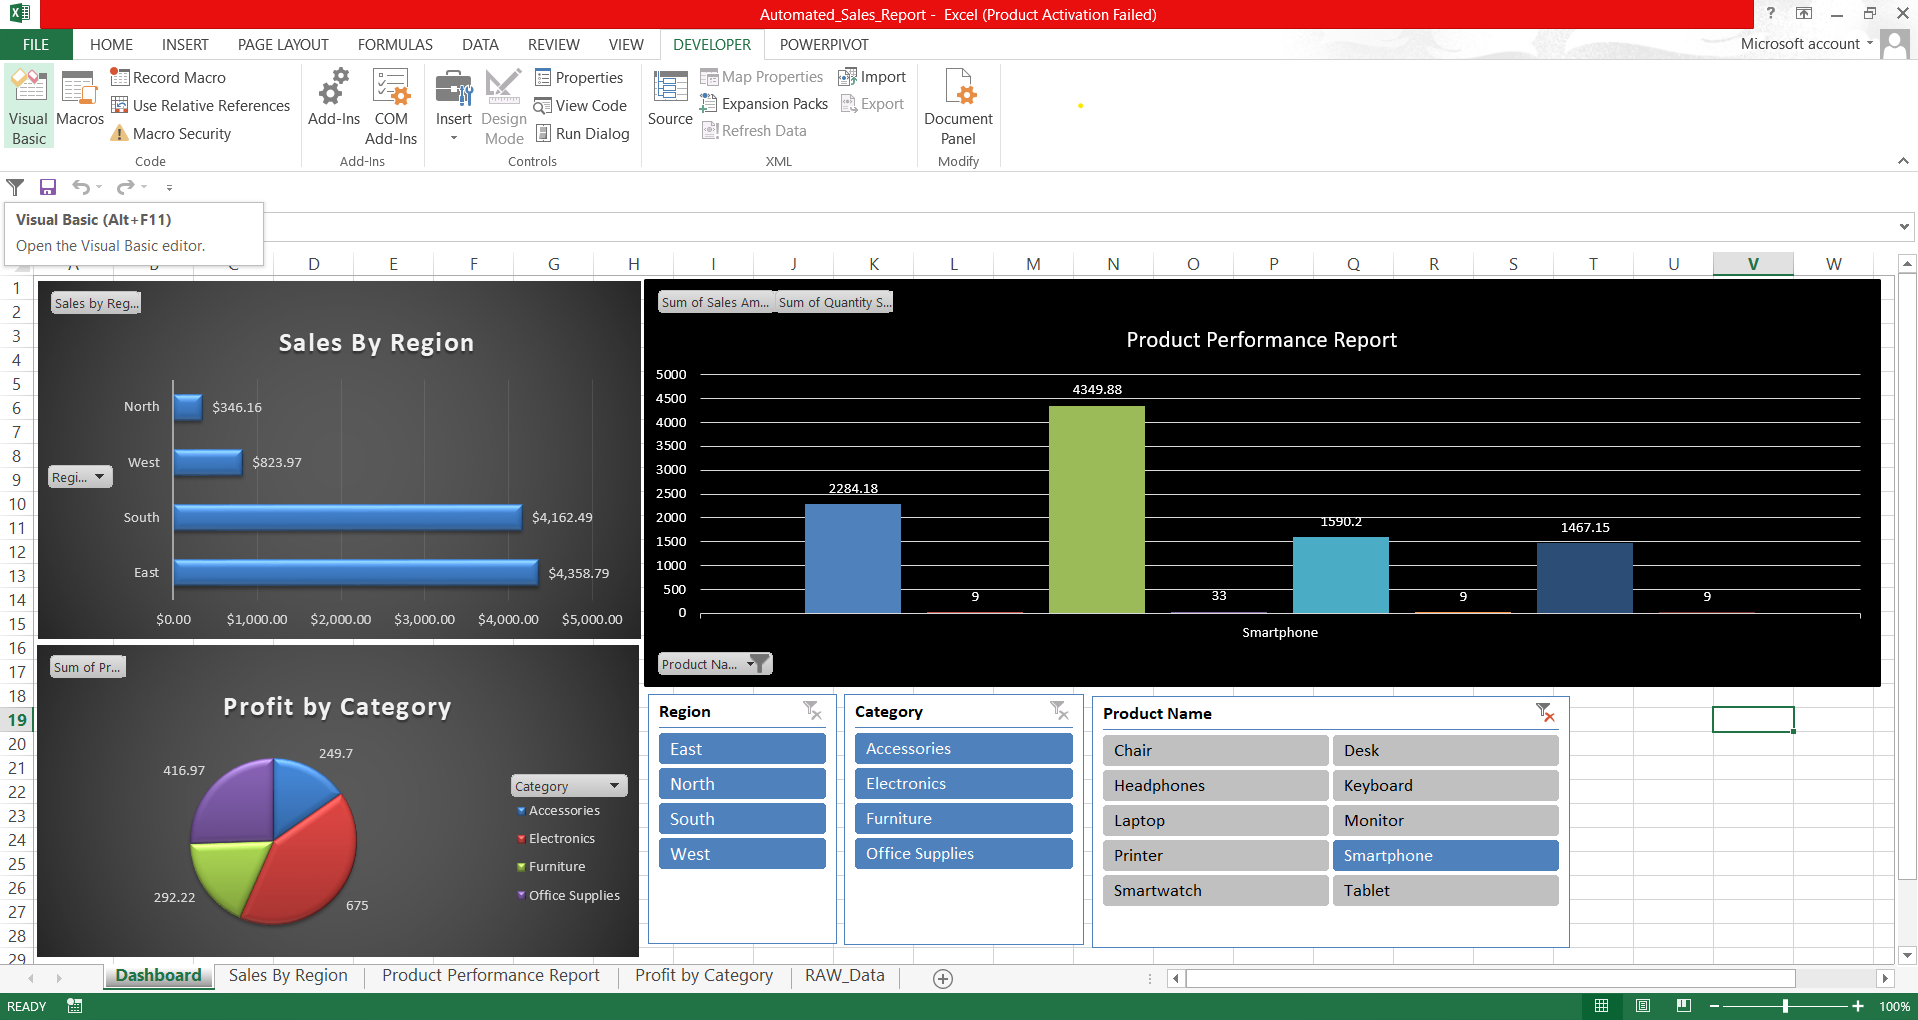 Automated_Sales_Report - Excel (Product Activation Failed)
?
FILE HOME INSERT PAGE LAYOUT FORMULAS DATA REVIEW VIEW DEVELOPER POWERPIVOT
Microsoft account
Visual Basic
Macros
Record Macro
Use Relative References
Macro Security
Code
Add-Ins
COM Add-Ins
Add-Ins
Insert
Design Mode
Properties
View Code
Run Dialog
Controls
Source
Map Properties
Expansion Packs
Refresh Data
Import
Export
XML
Document Panel
Modify
Visual Basic (Alt+F11)
Open the Visual Basic editor.
D E F G H I J K L M N O P Q R S T U V W
1
2
3
4
5
6
7
8
9
10
11
12
13
14
15
16
17
18
19
20
21
22
23
24
25
26
27
28
29
Sales by Reg...
Sales By Region
North $346.16
West $823.97
Regi...
South $4,162.49
East $4,358.79
$0.00 $1,000.00 $2,000.00 $3,000.00 $4,000.00 $5,000.00
Sum of Sales Am... Sum of Quantity S...
Product Performance Report
5000
4500
4000
3500
3000
2500
2000
1500
1000
500
0
2284.18
9
4349.88
33
1590.2
9
1467.15
9
Smartphone
Product Na...
Sum of Pr...
Profit by Category
249.7
416.97
292.22
675
Category
Accessories
Electronics
Furniture
Office Supplies
Region
East
North
South
West
Category
Accessories
Electronics
Furniture
Office Supplies
Product Name
Chair Desk
Headphones Keyboard
Laptop Monitor
Printer Smartphone
Smartwatch Tablet
Dashboard Sales By Region Product Performance Report Profit by Category RAW_Data
READY
100%